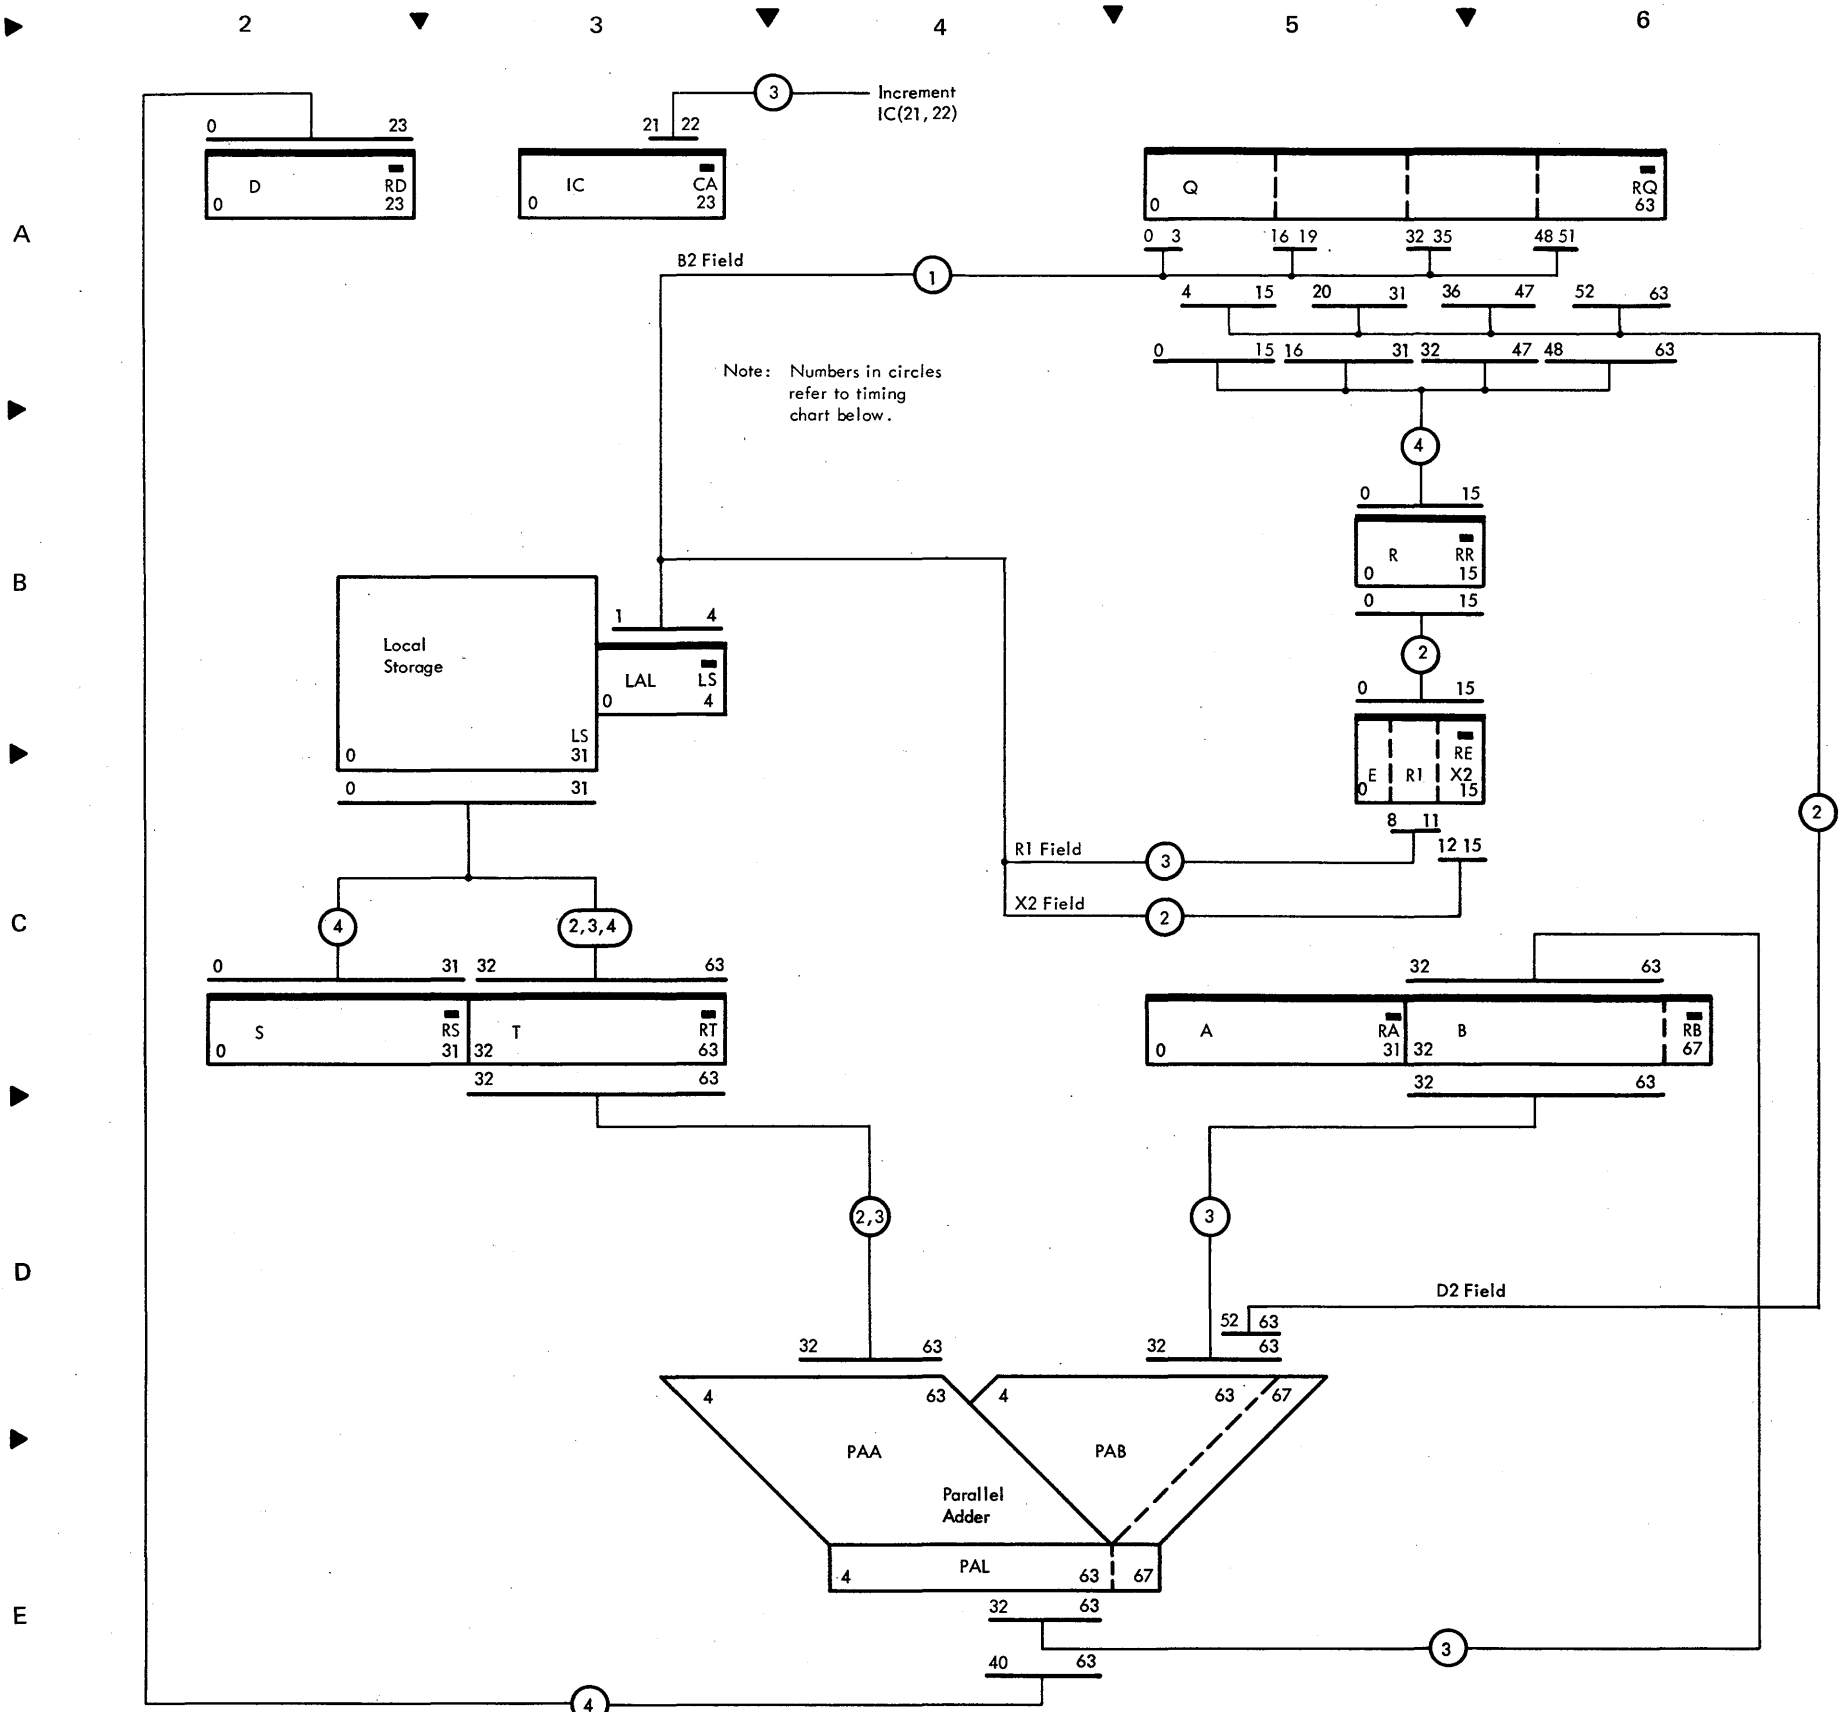 2 3 4 5 6
3 Increment
IC(21,22)
0 23
21 22
D RD
0 23
IC CA
0 23
Q RQ
0 63
A
0 3 16 19 32 35 48 51
B2 Field
1
4 15 20 31 36 47 52 63
0 15 16 31 32 47 48 63
Note: Numbers in circles
refer to timing
chart below.
4
0 15
R RR
0 15
B
0 15
1 4
Local
Storage
2
LAL LS
0 4
0 15
LS
0 31
RE
E R1 X2
0 15
0 31
2
8 11
12 15
R1 Field 3
X2 Field 2
C
4 2,3,4
0 31 32 63
32 63
S RS T RT
0 31 32 63
A RA B RB
0 31 32 67
32 63
32 63
2,3 3
D
D2 Field
52 63
32 63
32 63
4 63 4 63 67
PAA PAB
Parallel
Adder
PAL
4 63 67
E
32 63
3
40 63
4